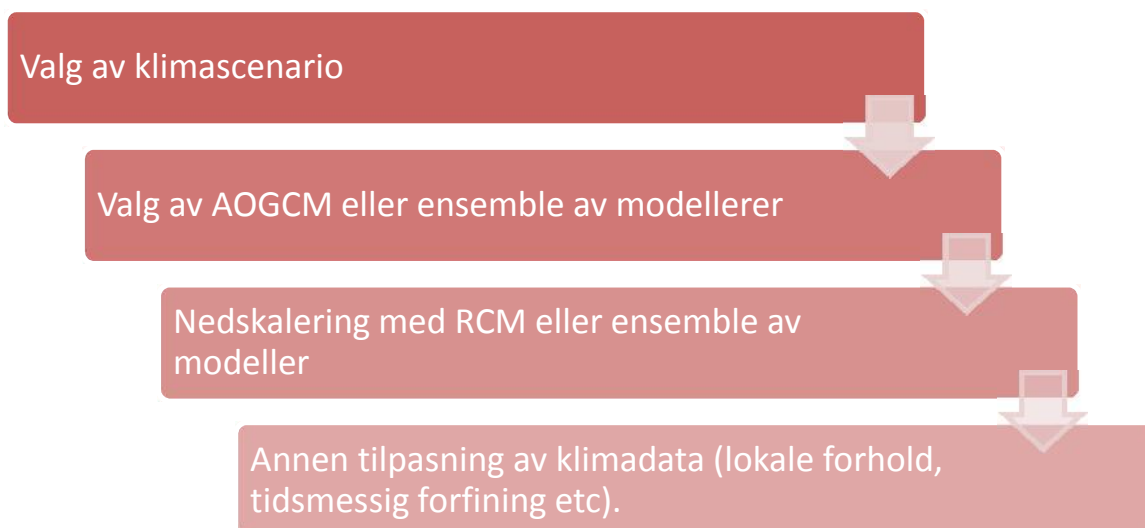 Valg av klimascenario
Valg av AOGCM eller ensemble av modellerer
Nedskalering med RCM eller ensemble av
modeller
Annen tilpasning av klimadata (lokale forhold,
tidsmessig forfining etc).